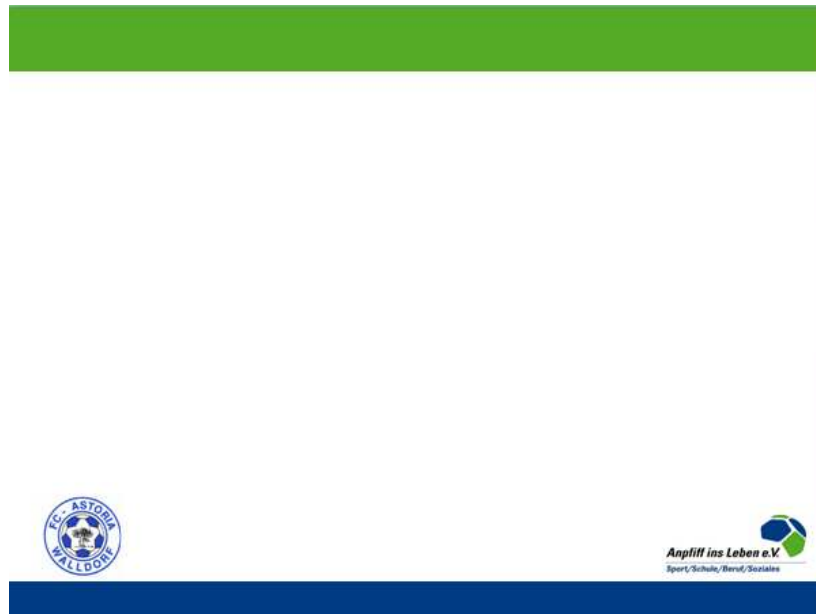 FC - ASTORIA
WALLDORF
Anpfiff ins Leben e.V.
Sport/Schule/Beruf/Soziales